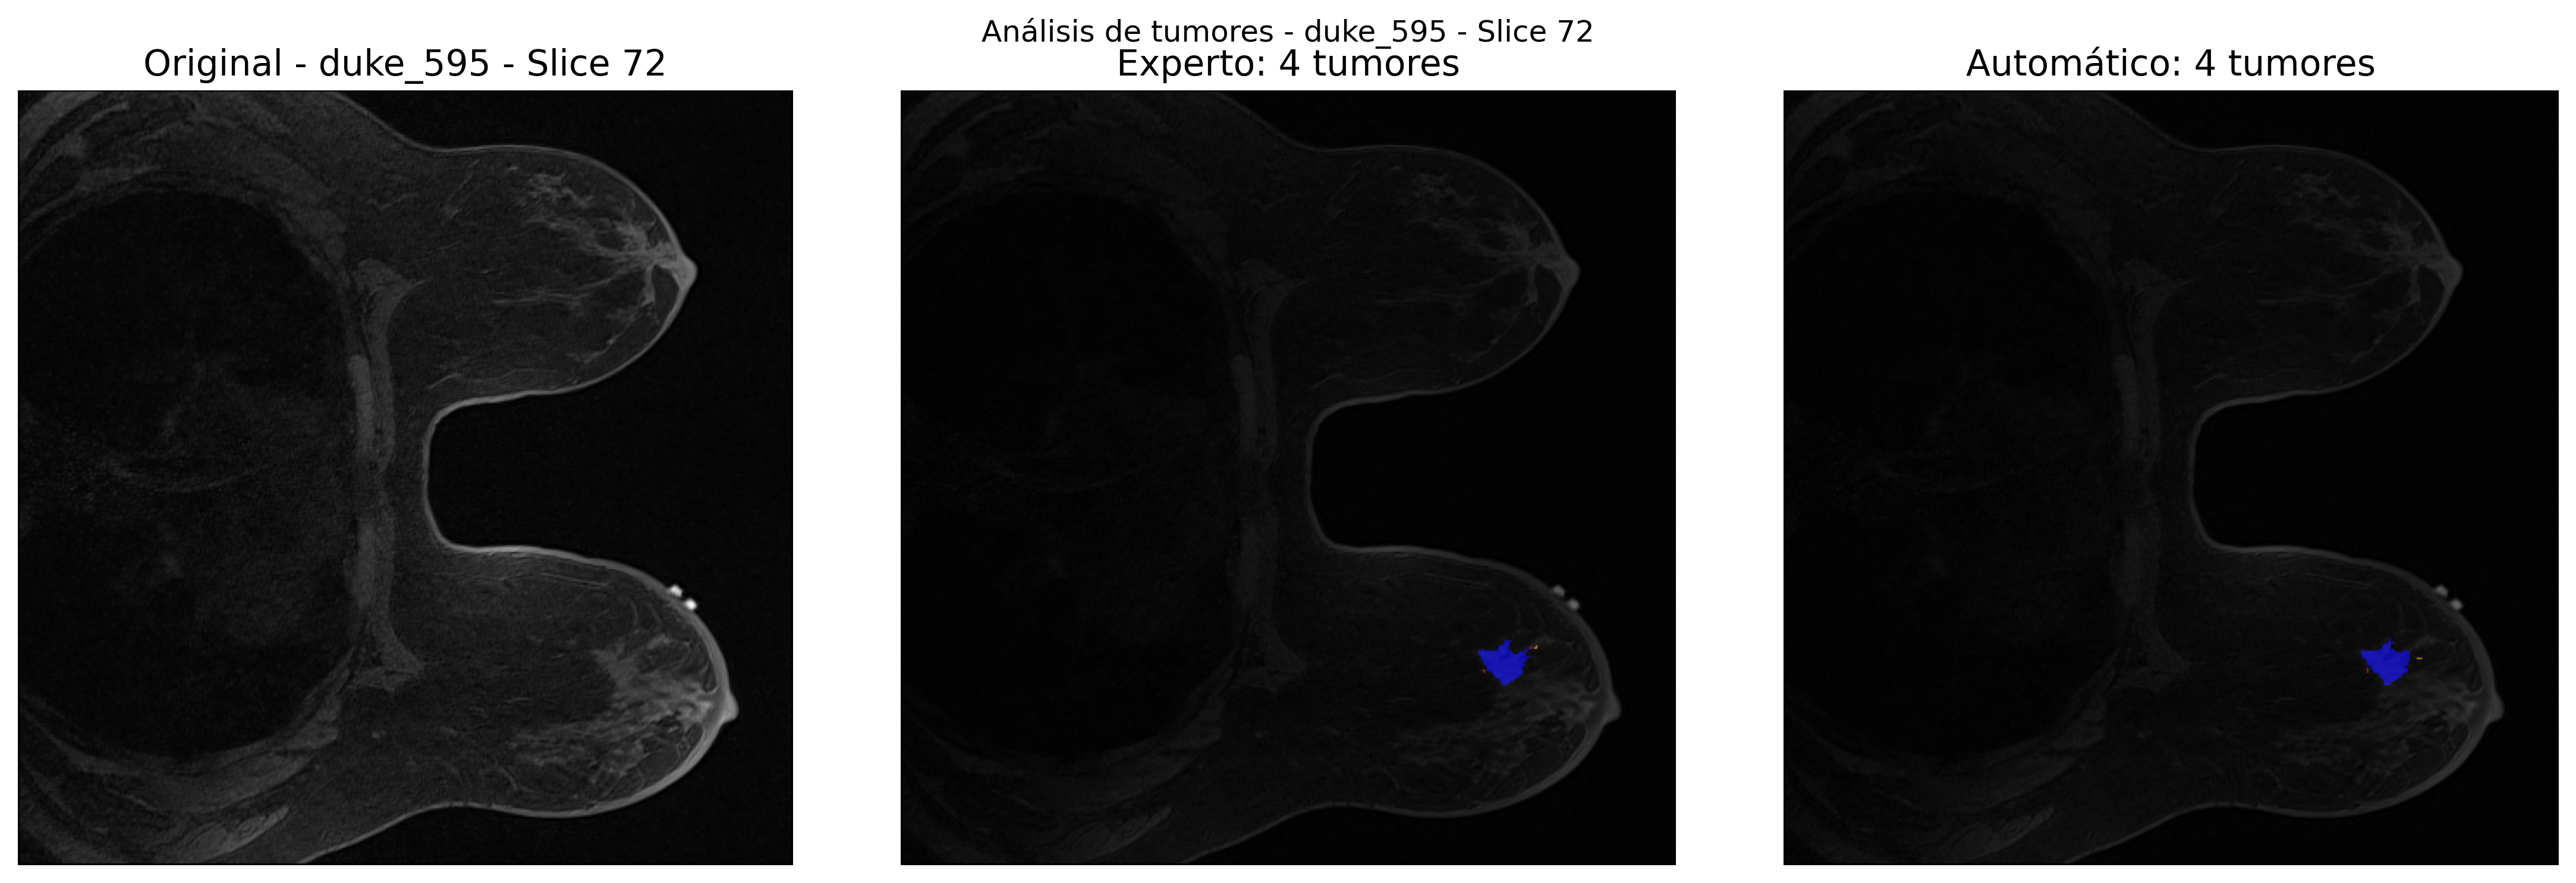 Análisis de tumores - duke_595 - Slice 72
Original - duke_595 - Slice 72
Experto: 4 tumores
Automático: 4 tumores